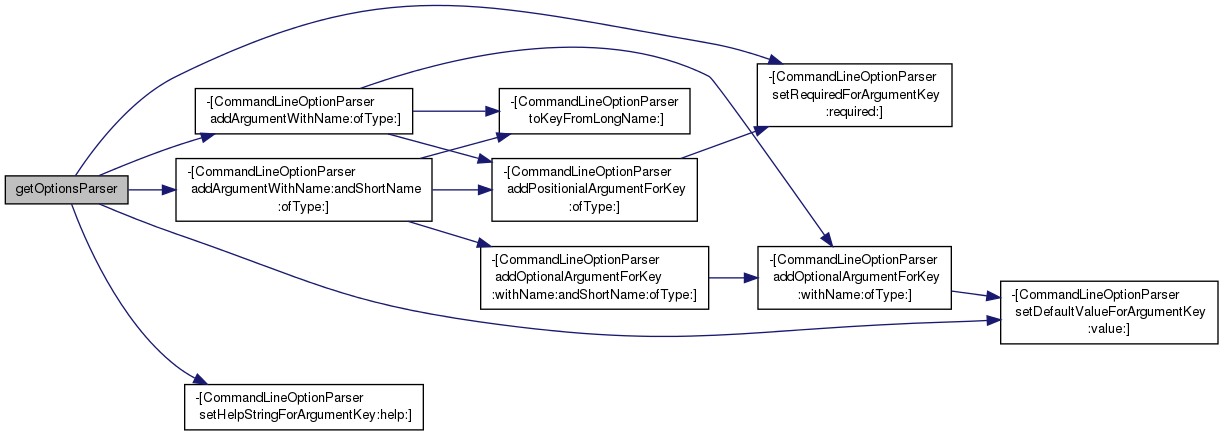 getOptionsParser
-[CommandLineOptionParser
addArgumentWithName:ofType:]
-[CommandLineOptionParser
addArgumentWithName:andShortName
:ofType:]
-[CommandLineOptionParser
setHelpStringForArgumentKey:help:]
-[CommandLineOptionParser
toKeyFromLongName:]
-[CommandLineOptionParser
addPositionialArgumentForKey
:ofType:]
-[CommandLineOptionParser
addOptionalArgumentForKey
:withName:andShortName:ofType:]
-[CommandLineOptionParser
setRequiredForArgumentKey
:required:]
-[CommandLineOptionParser
addOptionalArgumentForKey
:withName:ofType:]
-[CommandLineOptionParser
setDefaultValueForArgumentKey
:value:]